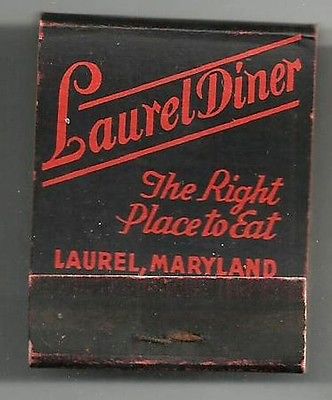 Laurel Diner
The Right
Place to Eat
LAUREL, MARYLAND